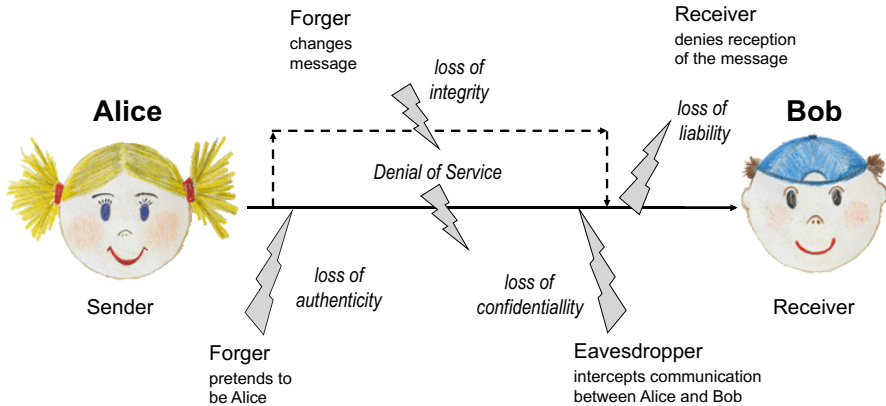 Forger
changes
message
Receiver
denies reception
of the message
loss of
integrity
Alice
loss of
liability
Bob
Denial of Service
loss of
authenticity
loss of
confidentiallity
Sender
Receiver
Forger
pretends to
be Alice
Eavesdropper
intercepts communication
between Alice and Bob